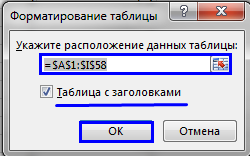 Форматирование таблицы
Укажите расположение данных таблицы:
=$A$1:$I$58
Таблица с заголовками
ОК
Отмена